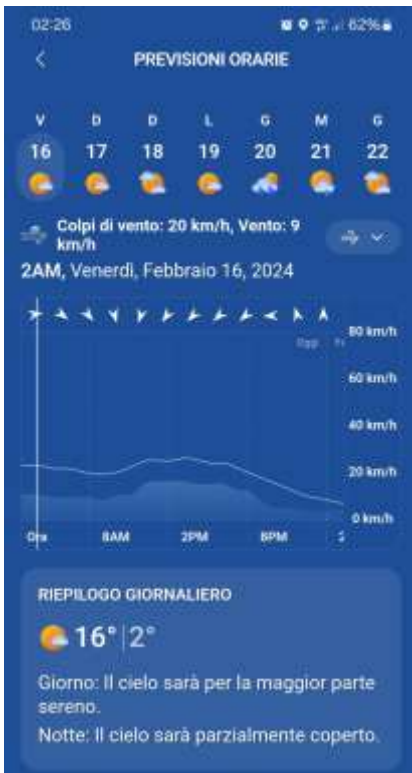 02:26
62%
PREVISIONI ORARIE
V D D L G M G
16 17 18 19 20 21 22
Colpi di vento: 20 km/h, Vento: 9
km/h
2AM, Venerdì, Febbraio 16, 2024
80 km/h
Oggi
60 km/h
40 km/h
20 km/h
0 km/h
Ora 8AM 2PM 8PM
RIEPILOGO GIORNALIERO
16° | 2°
Giorno: Il cielo sarà per la maggior parte
sereno.
Notte: Il cielo sarà parzialmente coperto.